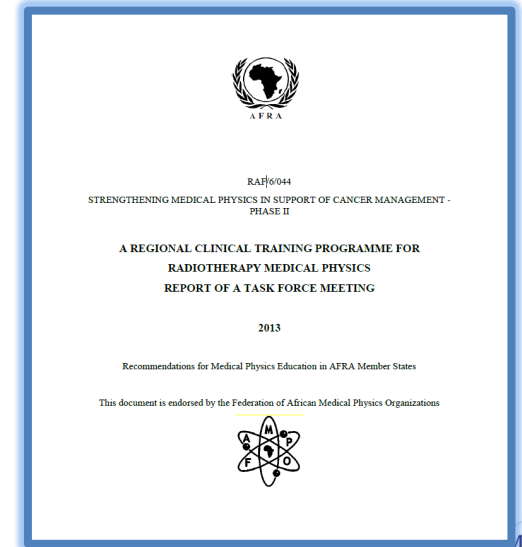 AFRA
RAF/6/044
STRENGTHENING MEDICAL PHYSICS IN SUPPORT OF CANCER MANAGEMENT -
PHASE II
A REGIONAL CLINICAL TRAINING PROGRAMME FOR
RADIOTHERAPY MEDICAL PHYSICS
REPORT OF A TASK FORCE MEETING
2013
Recommendations for Medical Physics Education in AFRA Member States
This document is endorsed by the Federation of African Medical Physics Organizations
F A M P O